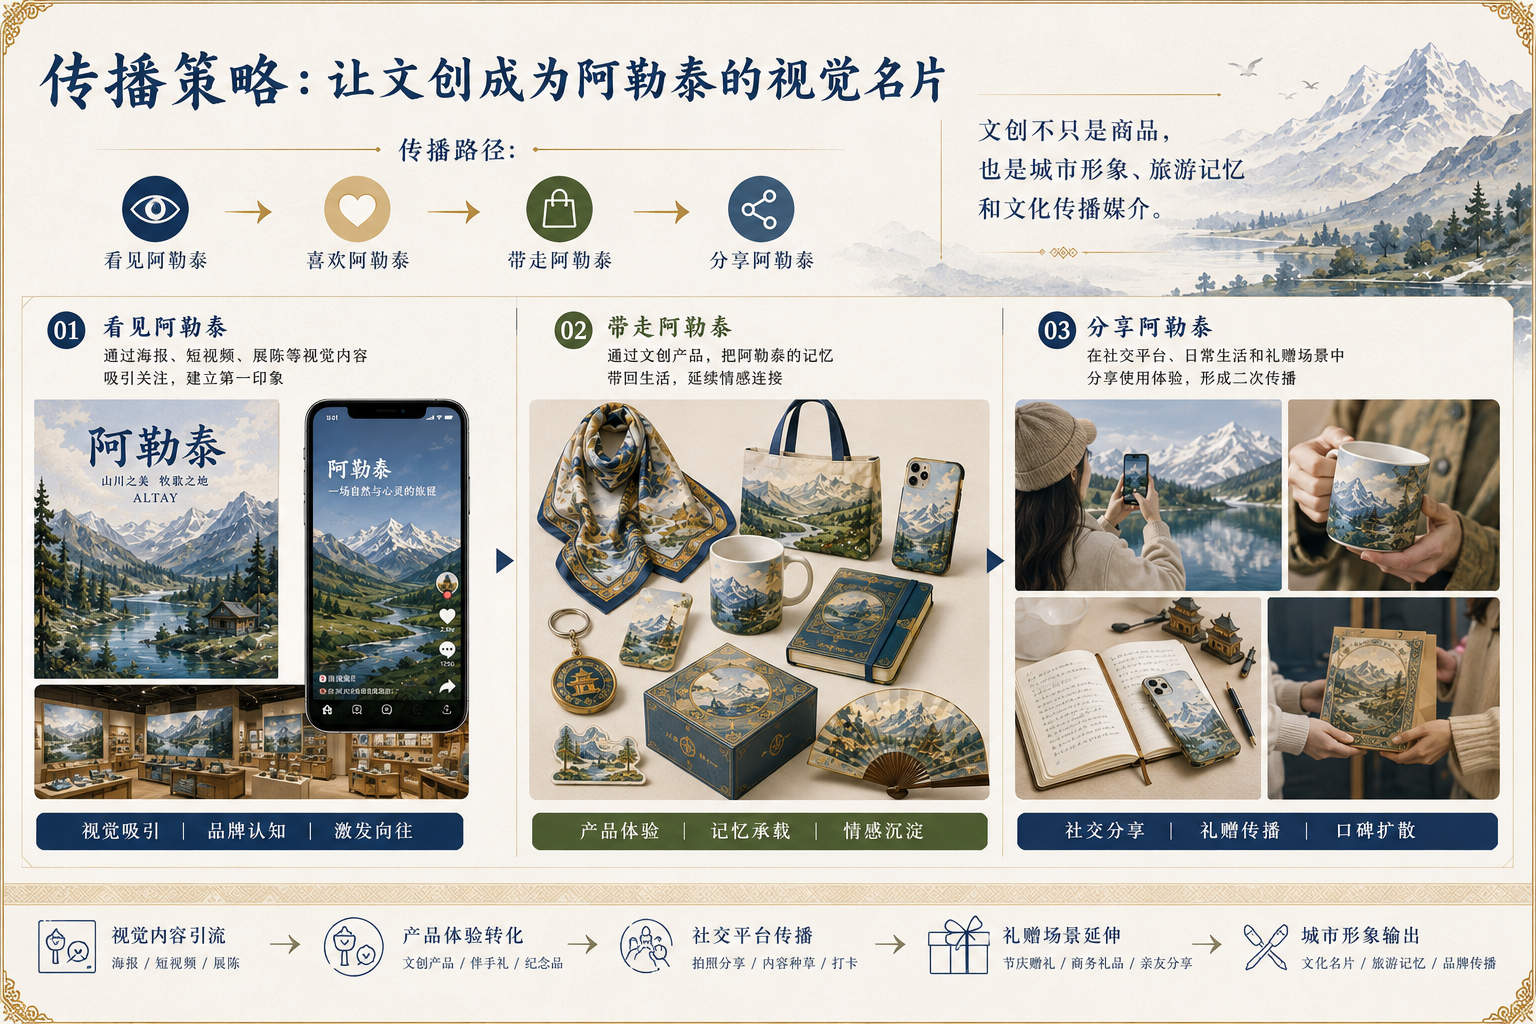 传播策略：让文创成为阿勒泰的视觉名片
传播路径：
看见阿勒泰
喜欢阿勒泰
带走阿勒泰
分享阿勒泰
文创不只是商品，
也是城市形象、旅游记忆
和文化传播媒介。
01 看见阿勒泰
通过海报、短视频、展陈等视觉内容
吸引关注，建立第一印象
阿勒泰
山川之美 牧歌之地
ALTAY
阿勒泰
一场自然与心灵的旅程
视觉吸引 | 品牌认知 | 激发向往
02 带走阿勒泰
通过文创产品，把阿勒泰的记忆
带回生活，延续情感连接
产品体验 | 记忆承载 | 情感沉淀
03 分享阿勒泰
在社交平台、日常生活和礼赠场景中
分享使用体验，形成二次传播
社交分享 | 礼赠传播 | 口碑扩散
视觉内容引流
海报 / 短视频 / 展陈
产品体验转化
文创产品 / 伴手礼 / 纪念品
社交平台传播
拍照分享 / 内容种草 / 打卡
礼赠场景延伸
节庆赠礼 / 商务礼品 / 亲友分享
城市形象输出
文化名片 / 旅游记忆 / 品牌传播